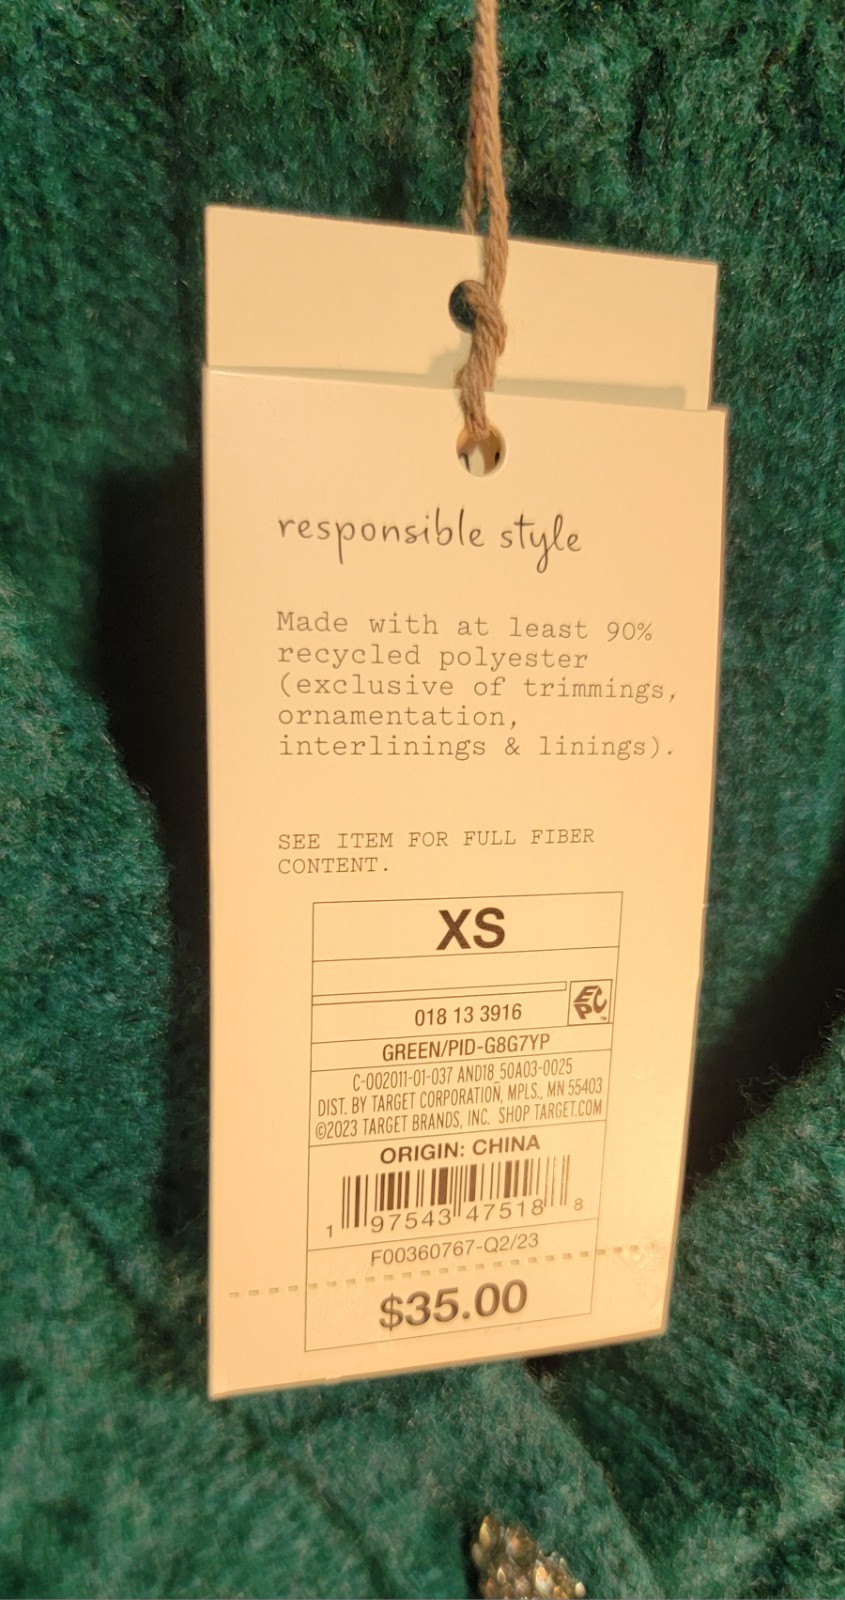 responsible style
Made with at least 90%
recycled polyester
(exclusive of trimmings,
ornamentation,
interlinings & linings).
SEE ITEM FOR FULL FIBER
CONTENT.
XS
EPC
TM
018 13 3916
GREEN/PID-G8G7YP
C-002011-01-037 AND18_50A03-0025
DIST. BY TARGET CORPORATION, MPLS., MN 55403
©2023 TARGET BRANDS, INC. SHOP TARGET.COM
ORIGIN: CHINA
1 97543 47518 8
F00360767-Q2/23
$35.00